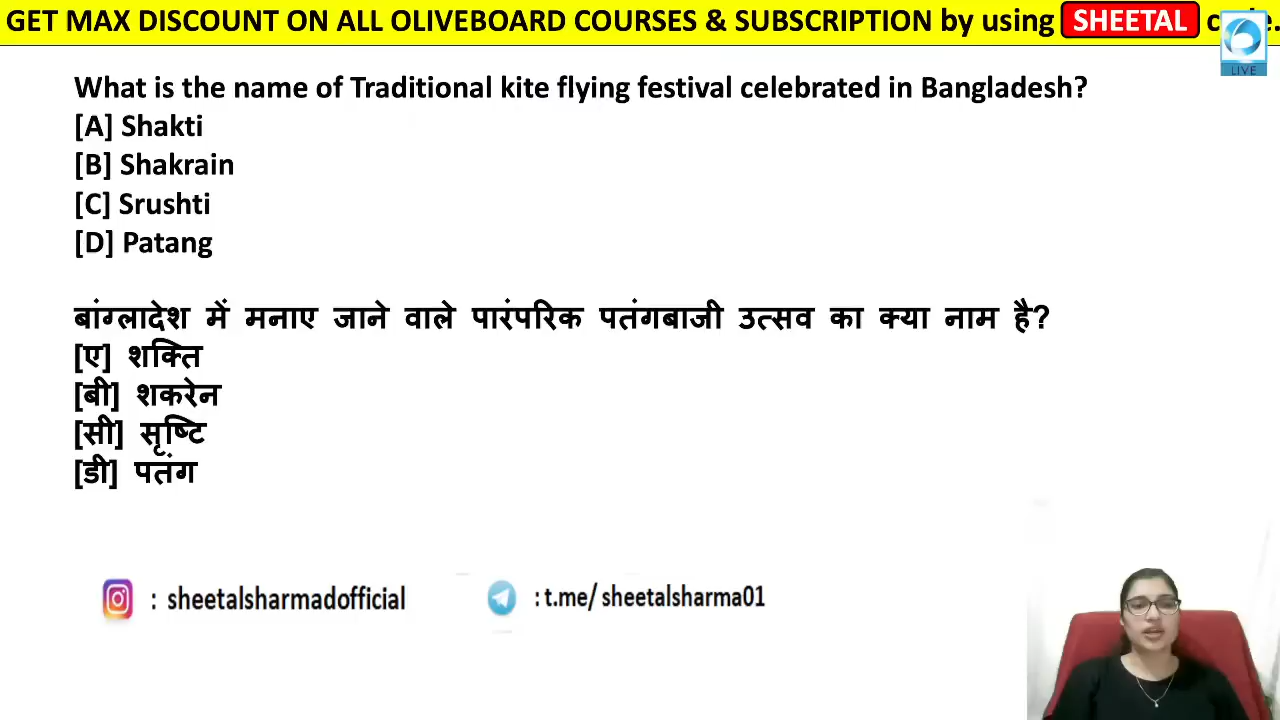 GET MAX DISCOUNT ON ALL OLIVEBOARD COURSES & SUBSCRIPTION by using SHEETAL
LIVE
What is the name of Traditional kite flying festival celebrated in Bangladesh?
[A] Shakti
[B] Shakrain
[C] Srushti
[D] Patang
बांग्लादेश में मनाए जाने वाले पारंपरिक पतंगबाजी उत्सव का क्या नाम है?
[ए] शक्ति
[बी] शकरेन
[सी] सृष्टि
[डी] पतंग
: sheetalsharmadofficial
: t.me/ sheetalsharma01